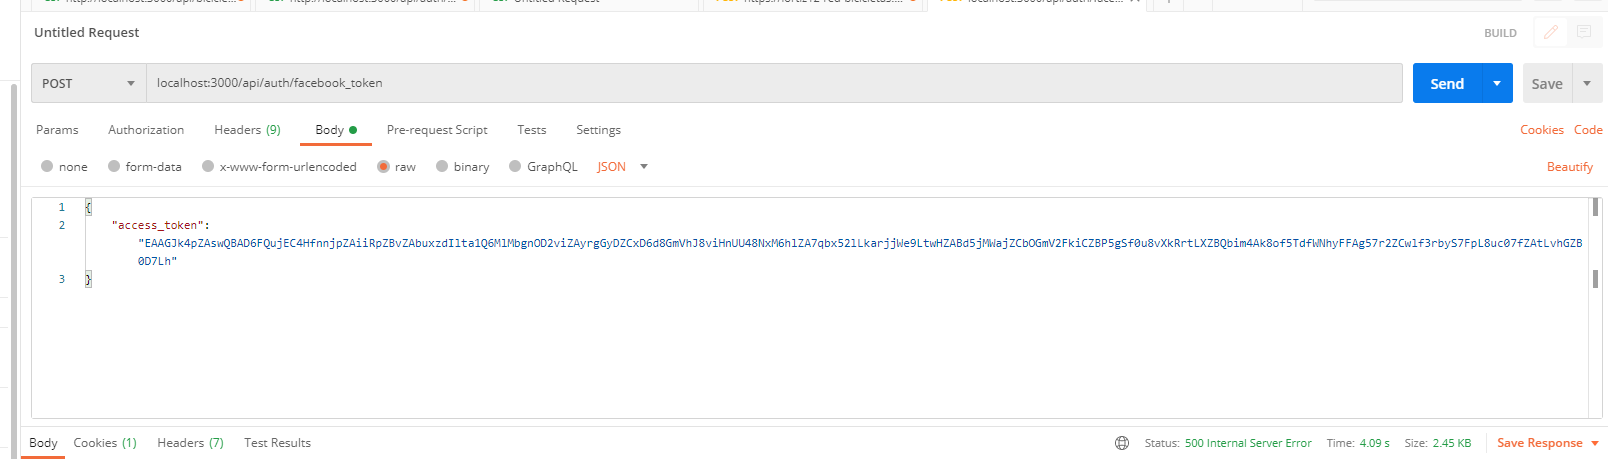 Untitled Request
BUILD
POST
localhost:3000/api/auth/facebook_token
Send
Save
Params
Authorization
Headers (9)
Body
Pre-request Script
Tests
Settings
Cookies
Code
none
form-data
x-www-form-urlencoded
raw
binary
GraphQL
JSON
Beautify
1
{
2
"access_token":
"EAAGJk4pZAswQBAD6FQujEC4HfnnjpZAiiRpZBvZAbuxzdIlta1Q6MlMbgnOD2viZAyrgGyDZCxD6d8GmVhJ8viHnUU48NxM6hlZA7qbx52lLkarjjWe9LtwHZABd5jMWajZCbOGmV2FkiCZBP5gSf0u8vXkRrtLXZBQbim4Ak8of5TdfWNhyFFAg57r2ZCwlf3rbyS7FpL8uc07fZAtLvhGZB
0D7Lh"
3
}
Body
Cookies (1)
Headers (7)
Test Results
Status: 500 Internal Server Error
Time: 4.09 s
Size: 2.45 KB
Save Response